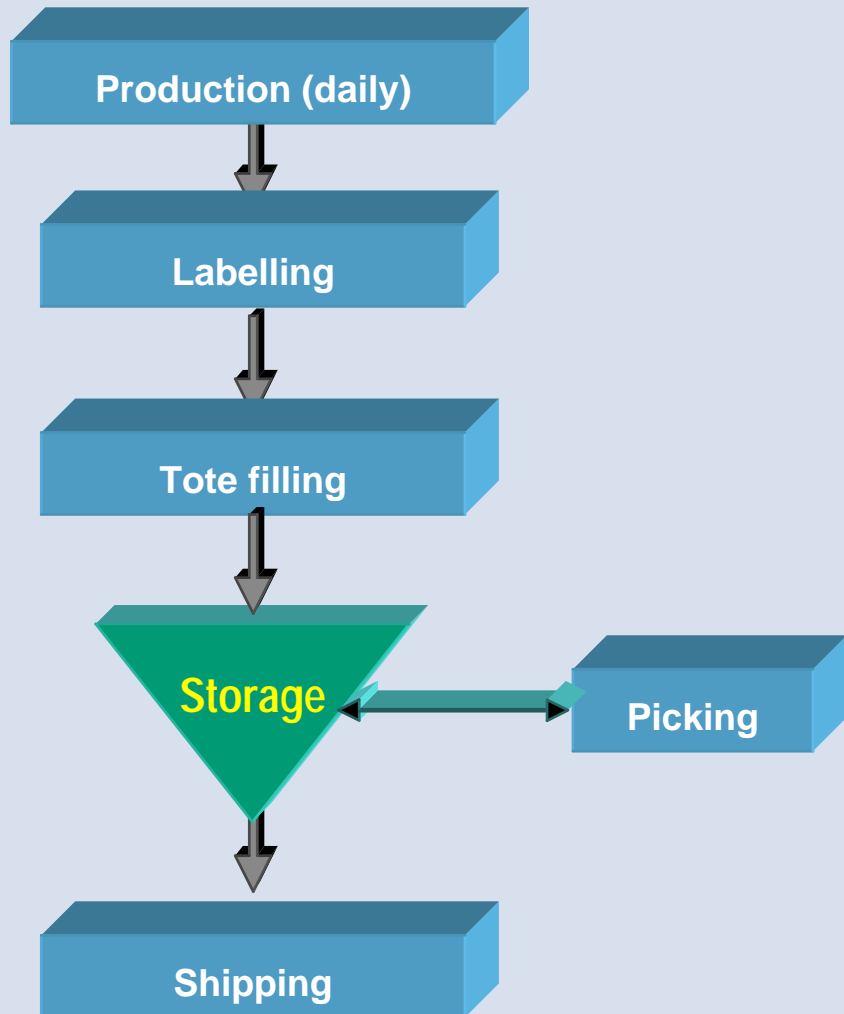 Production (daily)
Labelling
Tote filling
Storage
Picking
Shipping